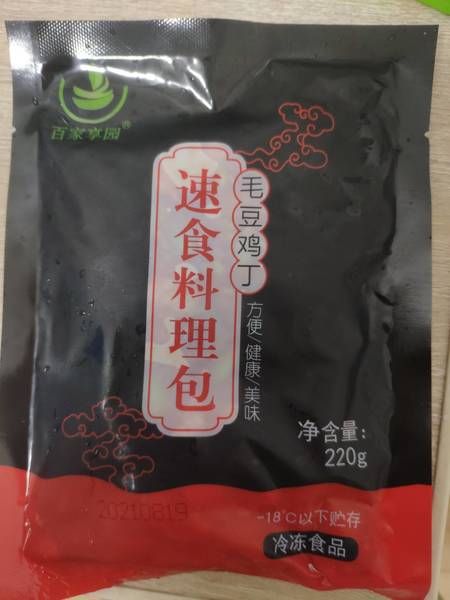 百家享园®
毛豆鸡丁
速食料理包
方便/健康/美味
净含量:
220g
20210819
-18℃以下贮存
冷冻食品